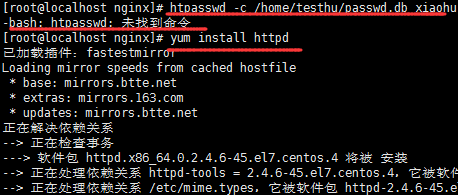 [root@localhost nginx]# htpasswd -c /home/testhu/passwd.db xiaohu
-bash: htpasswd: 未找到命令
[root@localhost nginx]# yum install httpd
已加载插件: fastestmirror
Loading mirror speeds from cached hostfile
* base: mirrors.btte.net
* extras: mirrors.163.com
* updates: mirrors.btte.net
正在解决依赖关系
--> 正在检查事务
---> 软件包 httpd.x86_64.0.2.4.6-45.el7.centos.4 将被 安装
--> 正在处理依赖关系 httpd-tools = 2.4.6-45.el7.centos.4，它被软件
--> 正在处理依赖关系 /etc/mime.types，它被软件包 httpd-2.4.6-45.e